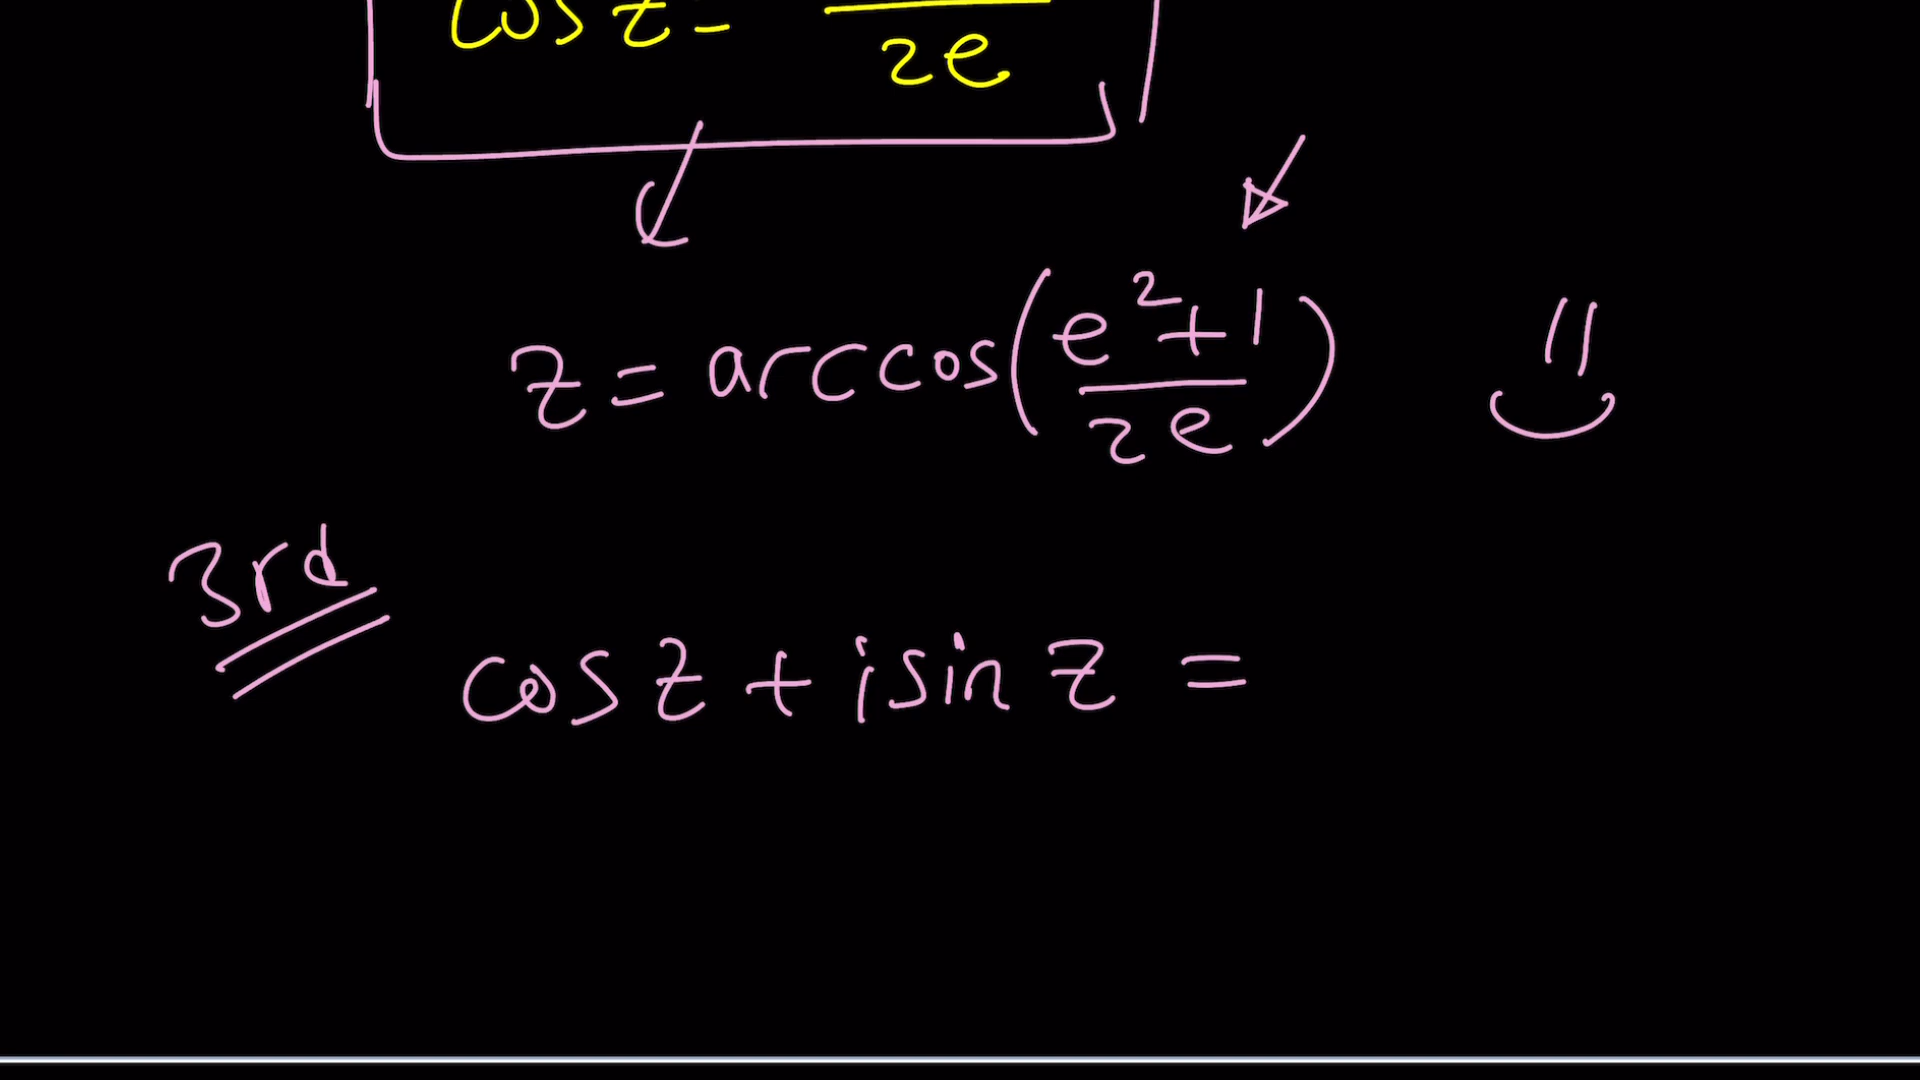 cos z =
2e
z = arccos(e²+1/2e)
3rd
cos z + i sin z =